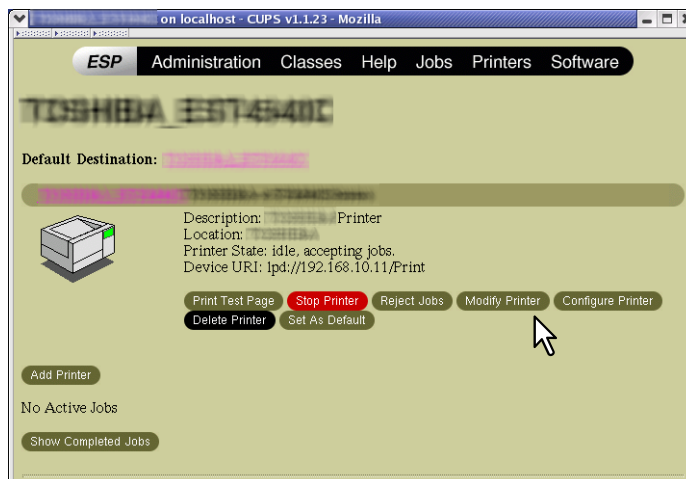 on localhost - CUPS v1.1.23 - Mozilla
ESP Administration Classes Help Jobs Printers Software
Default Destination:
Description: Printer
Location:
Printer State: idle, accepting jobs.
Device URI: lpd://192.168.10.11/Print
Print Test Page Stop Printer Reject Jobs Modify Printer Configure Printer
Delete Printer Set As Default
Add Printer
No Active Jobs
Show Completed Jobs